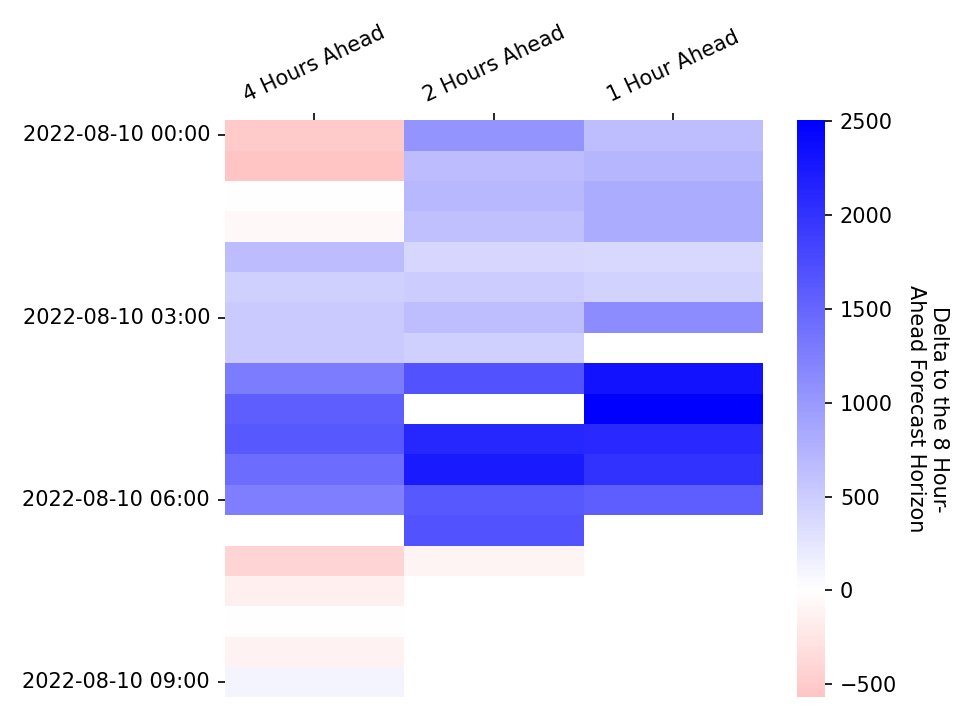 4 Hours Ahead
2 Hours Ahead
1 Hour Ahead
2022-08-10 00:00
2022-08-10 03:00
2022-08-10 06:00
2022-08-10 09:00
2500
2000
1500
1000
500
0
−500
Delta to the 8 Hour-
Ahead Forecast Horizon